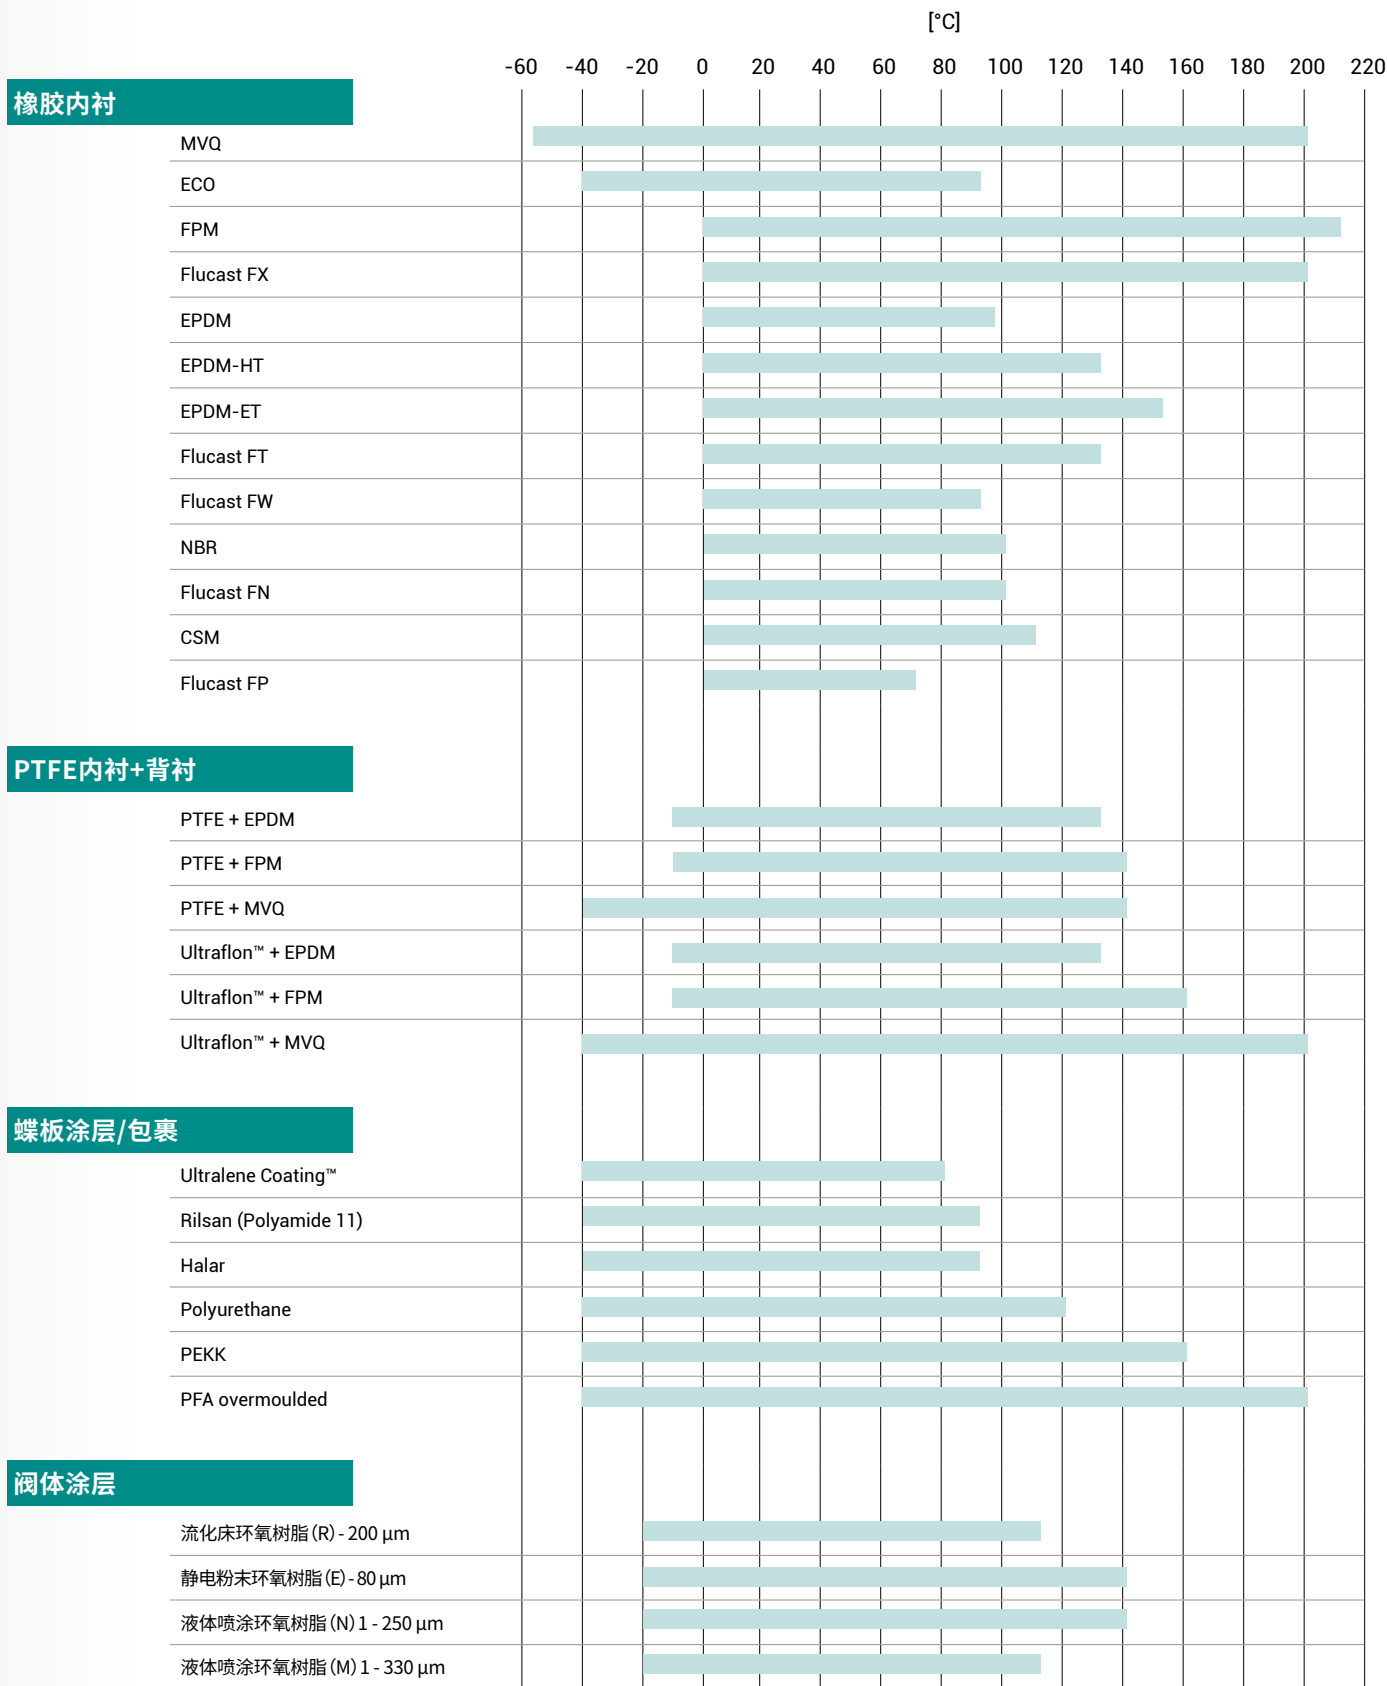 [°C]
-60 -40 -20 0 20 40 60 80 100 120 140 160 180 200 220
橡胶内衬
MVQ
ECO
FPM
Flucast FX
EPDM
EPDM-HT
EPDM-ET
Flucast FT
Flucast FW
NBR
Flucast FN
CSM
Flucast FP
PTFE内衬+背衬
PTFE + EPDM
PTFE + FPM
PTFE + MVQ
Ultraflon™ + EPDM
Ultraflon™ + FPM
Ultraflon™ + MVQ
蝶板涂层/包裹
Ultralene Coating™
Rilsan (Polyamide 11)
Halar
Polyurethane
PEKK
PFA overmoulded
阀体涂层
流化床环氧树脂（R）- 200 µm
静电粉末环氧树脂（E）- 80 µm
液体喷涂环氧树脂（N）1 - 250 µm
液体喷涂环氧树脂（M）1 - 330 µm